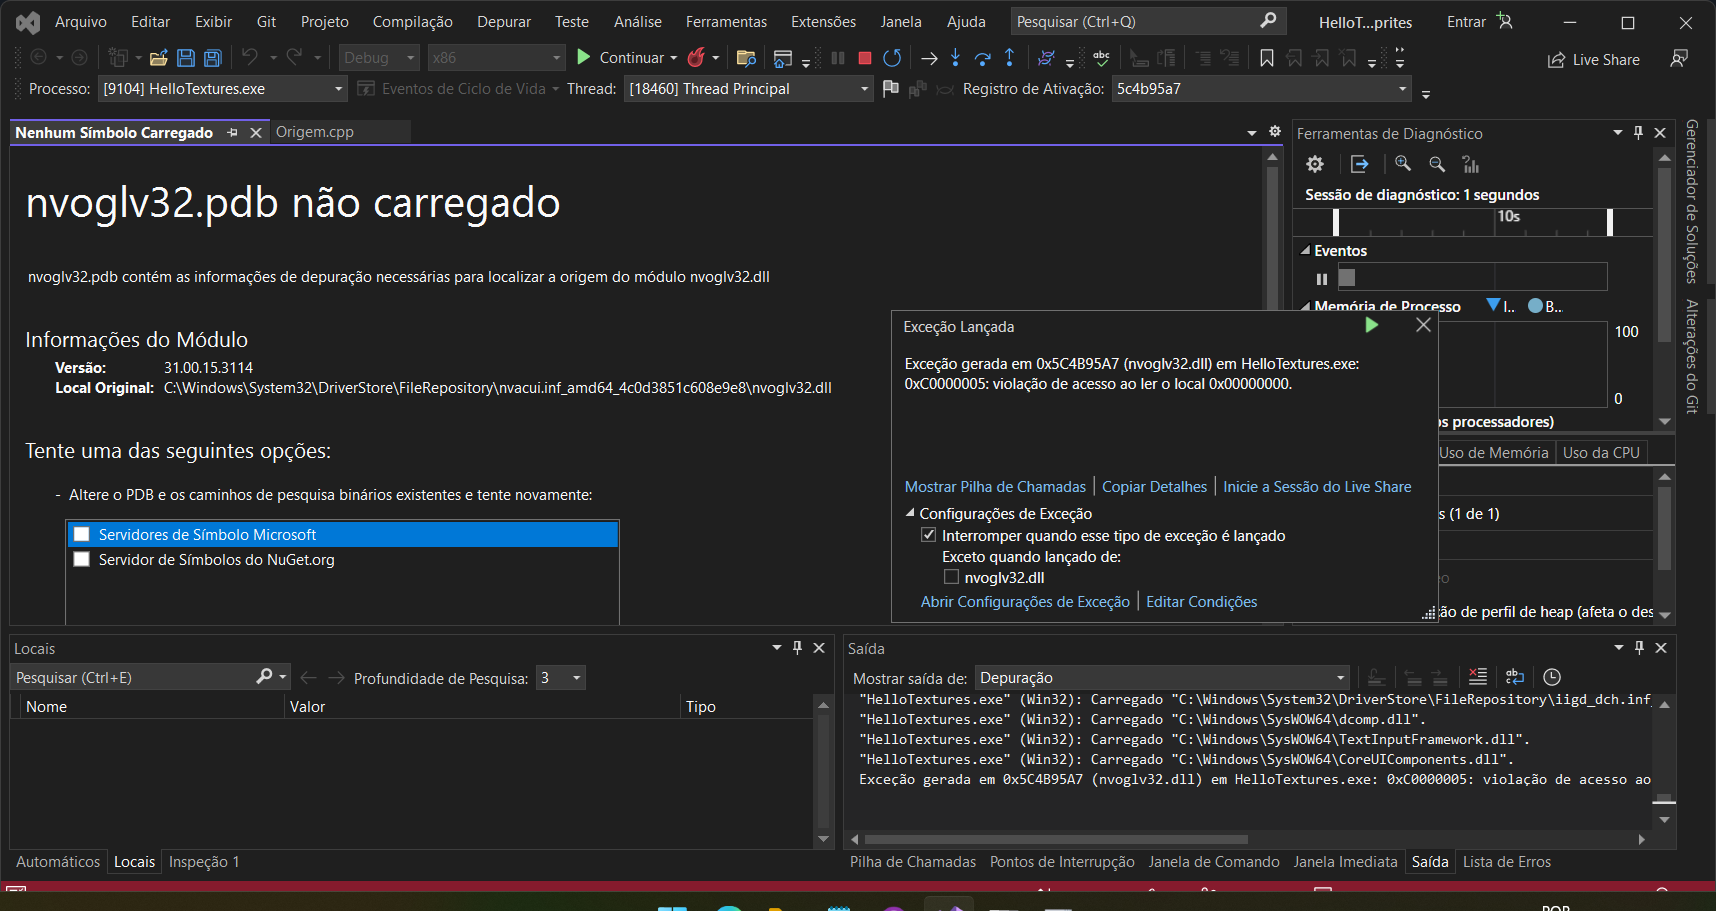 Arquivo Editar Exibir Git Projeto Compilação Depurar Teste Análise Ferramentas Extensões Janela Ajuda Pesquisar (Ctrl+Q) HelloT...prites Entrar
Debug x86 Continuar Live Share
Processo: [9104] HelloTextures.exe Eventos de Ciclo de Vida Thread: [18460] Thread Principal Registro de Ativação: 5c4b95a7
Nenhum Símbolo Carregado Origem.cpp
nvoglv32.pdb não carregado
nvoglv32.pdb contém as informações de depuração necessárias para localizar a origem do módulo nvoglv32.dll
Informações do Módulo
Versão: 31.00.15.3114
Local Original: C:\Windows\System32\DriverStore\FileRepository\nvacui.inf_amd64_4c0d3851c608e9e8\nvoglv32.dll
Tente uma das seguintes opções:
- Altere o PDB e os caminhos de pesquisa binários existentes e tente novamente:
Servidores de Símbolo Microsoft
Servidor de Símbolos do NuGet.org
Exceção Lançada
Exceção gerada em 0x5C4B95A7 (nvoglv32.dll) em HelloTextures.exe:
0xC0000005: violação de acesso ao ler o local 0x00000000.
Mostrar Pilha de Chamadas Copiar Detalhes Inicie a Sessão do Live Share
Configurações de Exceção
Interromper quando esse tipo de exceção é lançado
Exceto quando lançado de:
nvoglv32.dll
Abrir Configurações de Exceção Editar Condições
Ferramentas de Diagnóstico
Sessão de diagnóstico: 1 segundos
10s
Eventos
Memória de Processo I.. B...
100
0
os processadores)
Uso de Memória Uso da CPU
s (1 de 1)
ção de perfil de heap (afeta o des
Gerenciador de Soluções
Alterações do Git
Locais
Pesquisar (Ctrl+E) Profundidade de Pesquisa: 3
Nome Valor Tipo
Automáticos Locais Inspeção 1
Saída
Mostrar saída de: Depuração
"HelloTextures.exe" (Win32): Carregado "C:\Windows\System32\DriverStore\FileRepository\iigd_dch.inf_
"HelloTextures.exe" (Win32): Carregado "C:\Windows\SysWOW64\dcomp.dll".
"HelloTextures.exe" (Win32): Carregado "C:\Windows\SysWOW64\TextInputFramework.dll".
"HelloTextures.exe" (Win32): Carregado "C:\Windows\SysWOW64\CoreUIComponents.dll".
Exceção gerada em 0x5C4B95A7 (nvoglv32.dll) em HelloTextures.exe: 0xC0000005: violação de acesso ao
Pilha de Chamadas Pontos de Interrupção Janela de Comando Janela Imediata Saída Lista de Erros